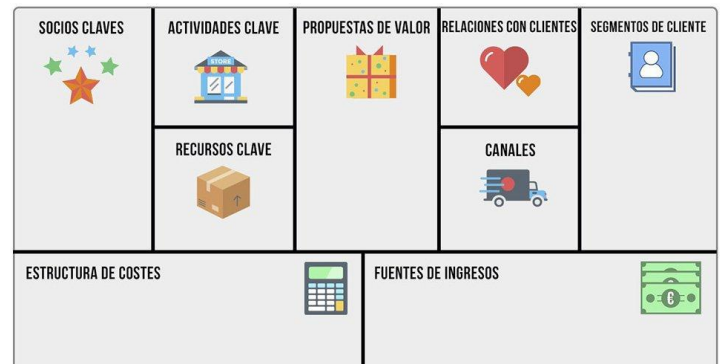 SOCIOS CLAVES
ACTIVIDADES CLAVE
STORE
RECURSOS CLAVE
PROPUESTAS DE VALOR
RELACIONES CON CLIENTES
CANALES
SEGMENTOS DE CLIENTE
ESTRUCTURA DE COSTES
FUENTES DE INGRESOS
€